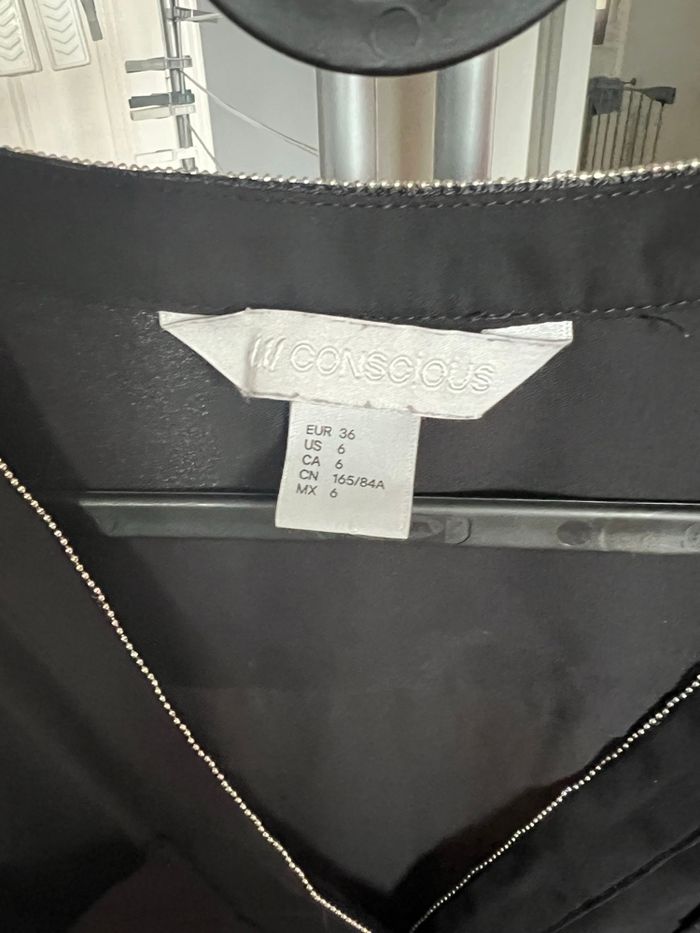 CONSCIOUS
EUR 36
US 6
CA 6
CN 165/84A
MX 6